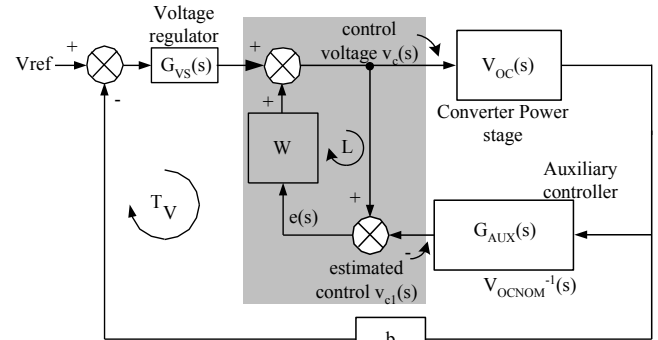 Voltage
regulator
control
voltage v_c(s)
Vref
+
-
G_VS(s)
+
+
V_OC(s)
Converter Power
stage
W
L
T_V
e(s)
+
-
Auxiliary
controller
G_AUX(s)
V_OCNOM^-1(s)
estimated
control v_c1(s)